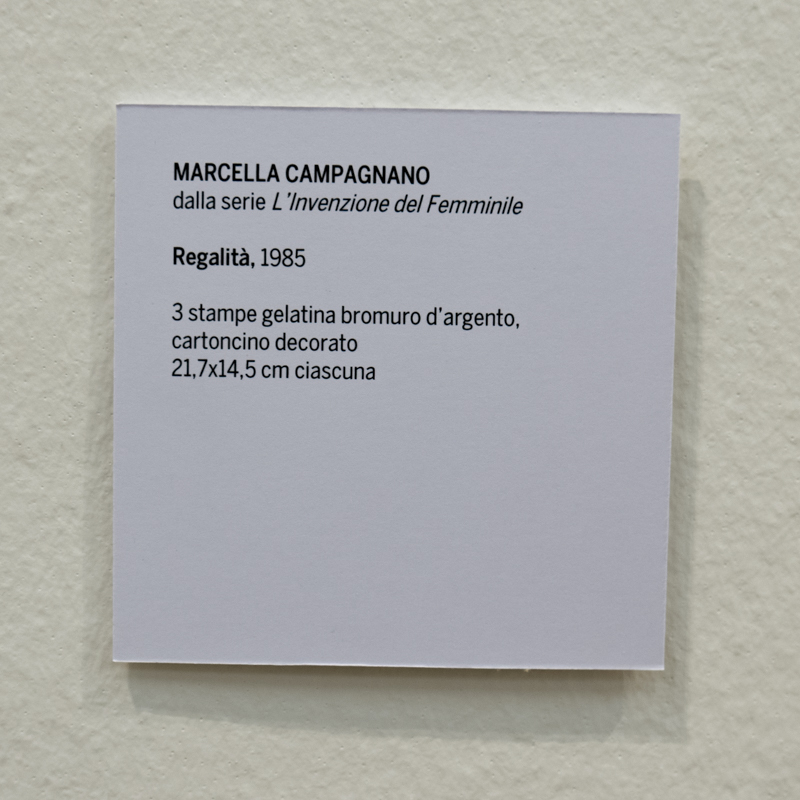 MARCELLA CAMPAGNANO
dalla serie L'Invenzione del Femminile
Regalità, 1985
3 stampe gelatina bromuro d'argento,
cartoncino decorato
21,7x14,5 cm ciascuna